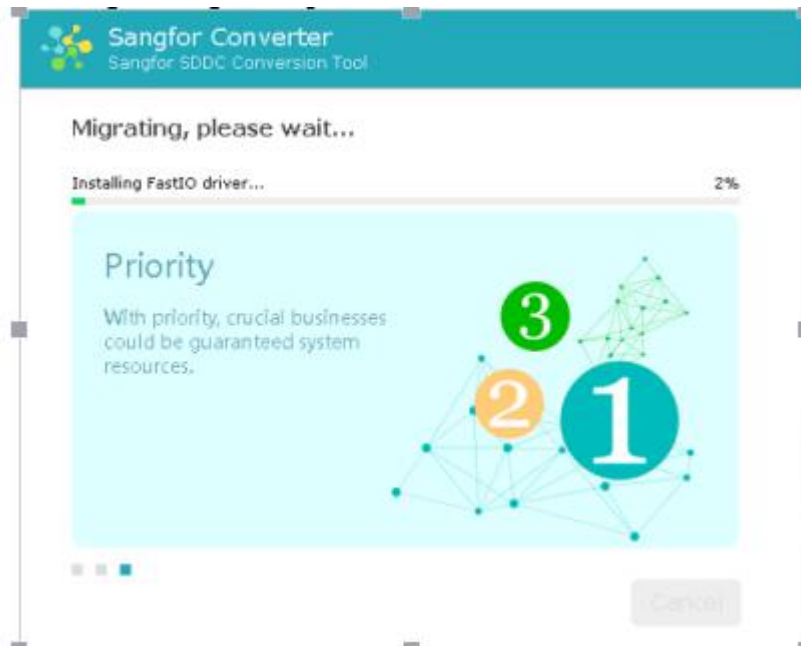 Sangfor Converter
Sangfor SDDC Conversion Tool
Migrating, please wait...
Installing FastIO driver...
2%
Priority
With priority, crucial businesses
could be guaranteed system
resources.
3
2
1
Cancel